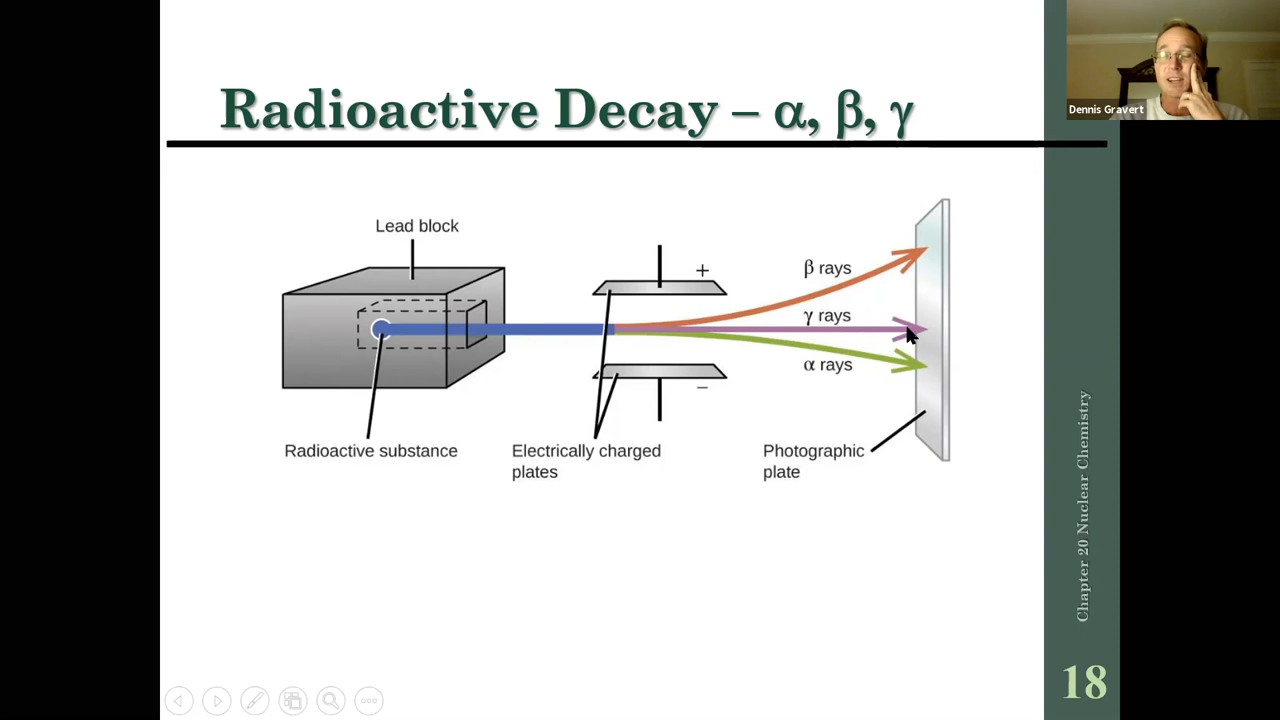 Radioactive Decay – α, β, γ
Dennis Gravert
Lead block
+
β rays
γ rays
α rays
–
Radioactive substance
Electrically charged
plates
Photographic
plate
Chapter 20 Nuclear Chemistry
18